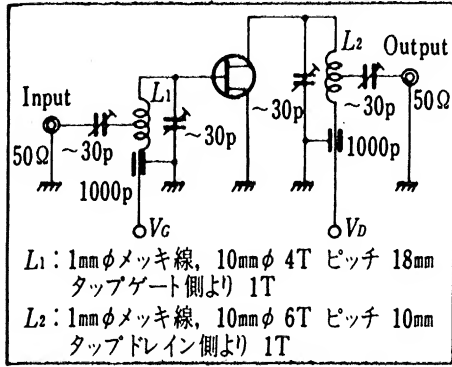 L2
Output
Input
L1
50Ω
~30p
~30p
~30p
~30p
50Ω
1000p
1000p
VG
VD
L1：1mmφメッキ線，10mmφ 4T ピッチ 18mm
タップゲート側より 1T
L2：1mmφメッキ線，10mmφ 6T ピッチ 10mm
タップドレイン側より 1T